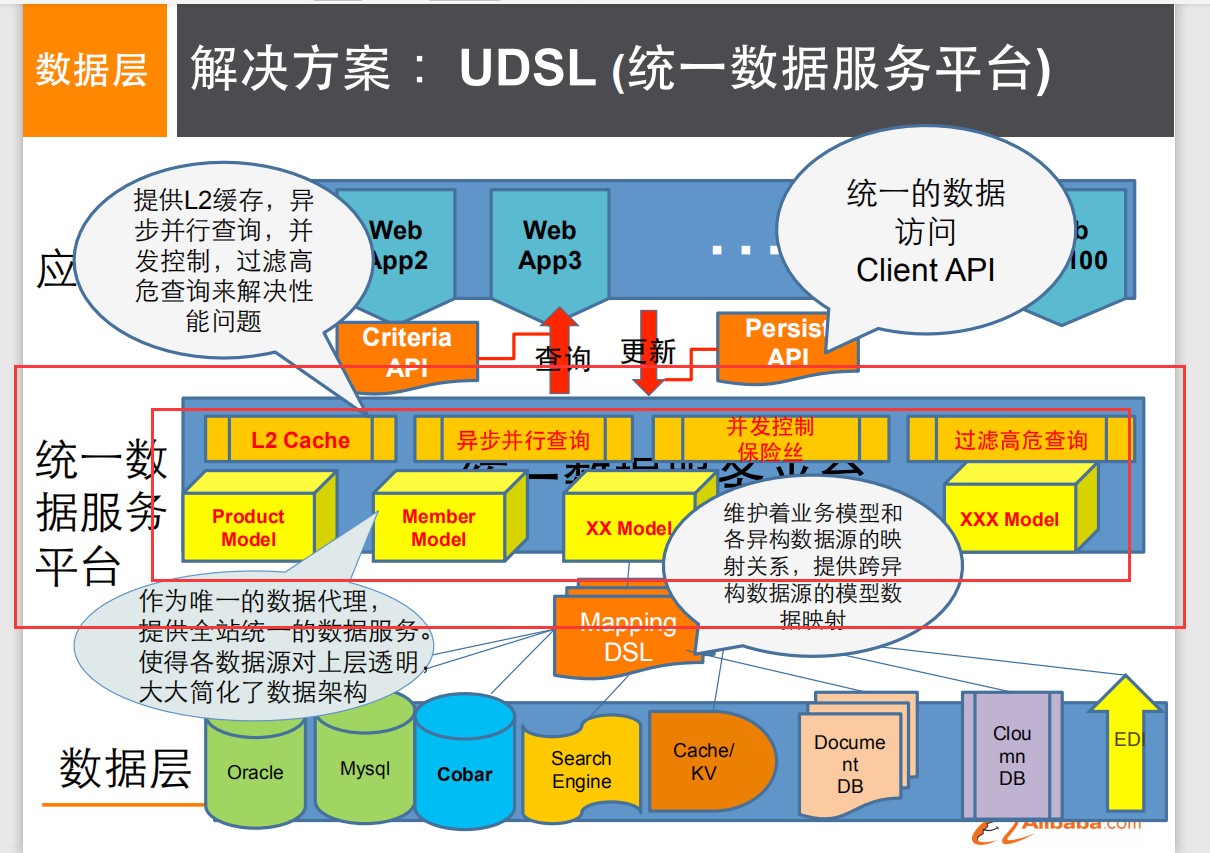 数据层
解决方案： UDSL (统一数据服务平台)
提供L2缓存，异
步并行查询，并
发控制，过滤高
危查询来解决性
能问题
应
Web
App2
Web
App3
...
统一的数据
访问
Client API
b
100
Criteria
API
查询
更新
Persist
API
统一数
据服务
平台
L2 Cache
异步并行查询
并发控制
保险丝
过滤高危查询
Product
Model
Member
Model
XX Model
XXX Model
维护着业务模型和
各异构数据源的映
射关系，提供跨异
构数据源的模型数
据映射
作为唯一的数据代理，
提供全站统一的数据服务。
使得各数据源对上层透明，
大大简化了数据架构
Mapping
DSL
数据层
Oracle
Mysql
Cobar
Search
Engine
Cache/
KV
Docume
nt
DB
Clou
mn
DB
EDI
Alibaba.com